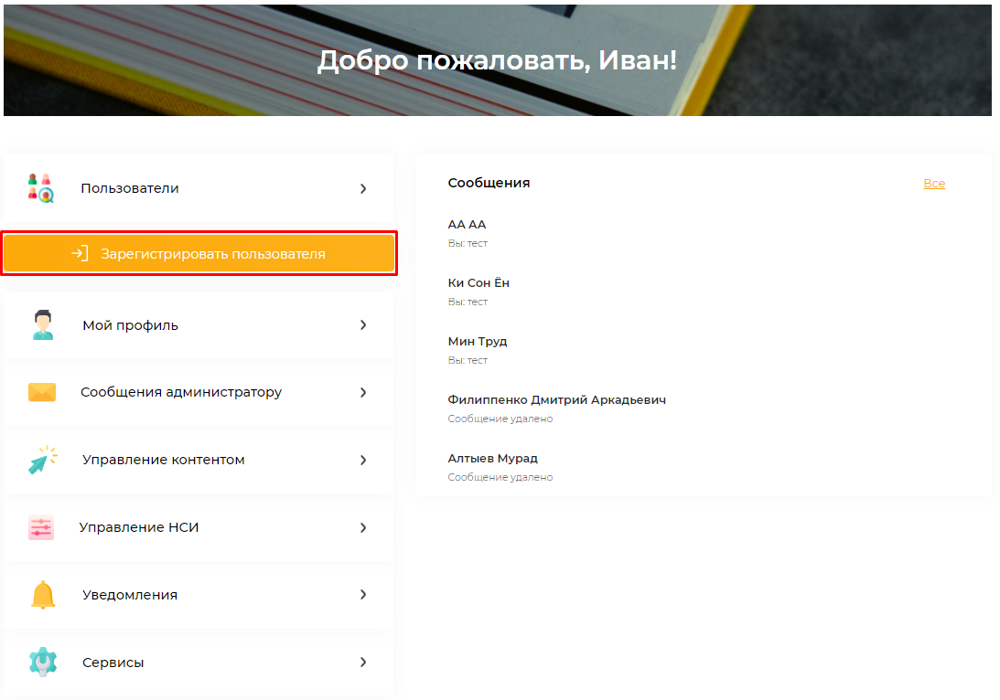 Добро пожаловать, Иван!
Пользователи
Зарегистрировать пользователя
Мой профиль
Сообщения администратору
Управление контентом
Управление НСИ
Уведомления
Сервисы
Сообщения
Все
АА АА
Вы: тест
Ки Сон Ён
Вы: тест
Мин Труд
Вы: тест
Филиппенко Дмитрий Аркадьевич
Сообщение удалено
Алтыев Мурад
Сообщение удалено